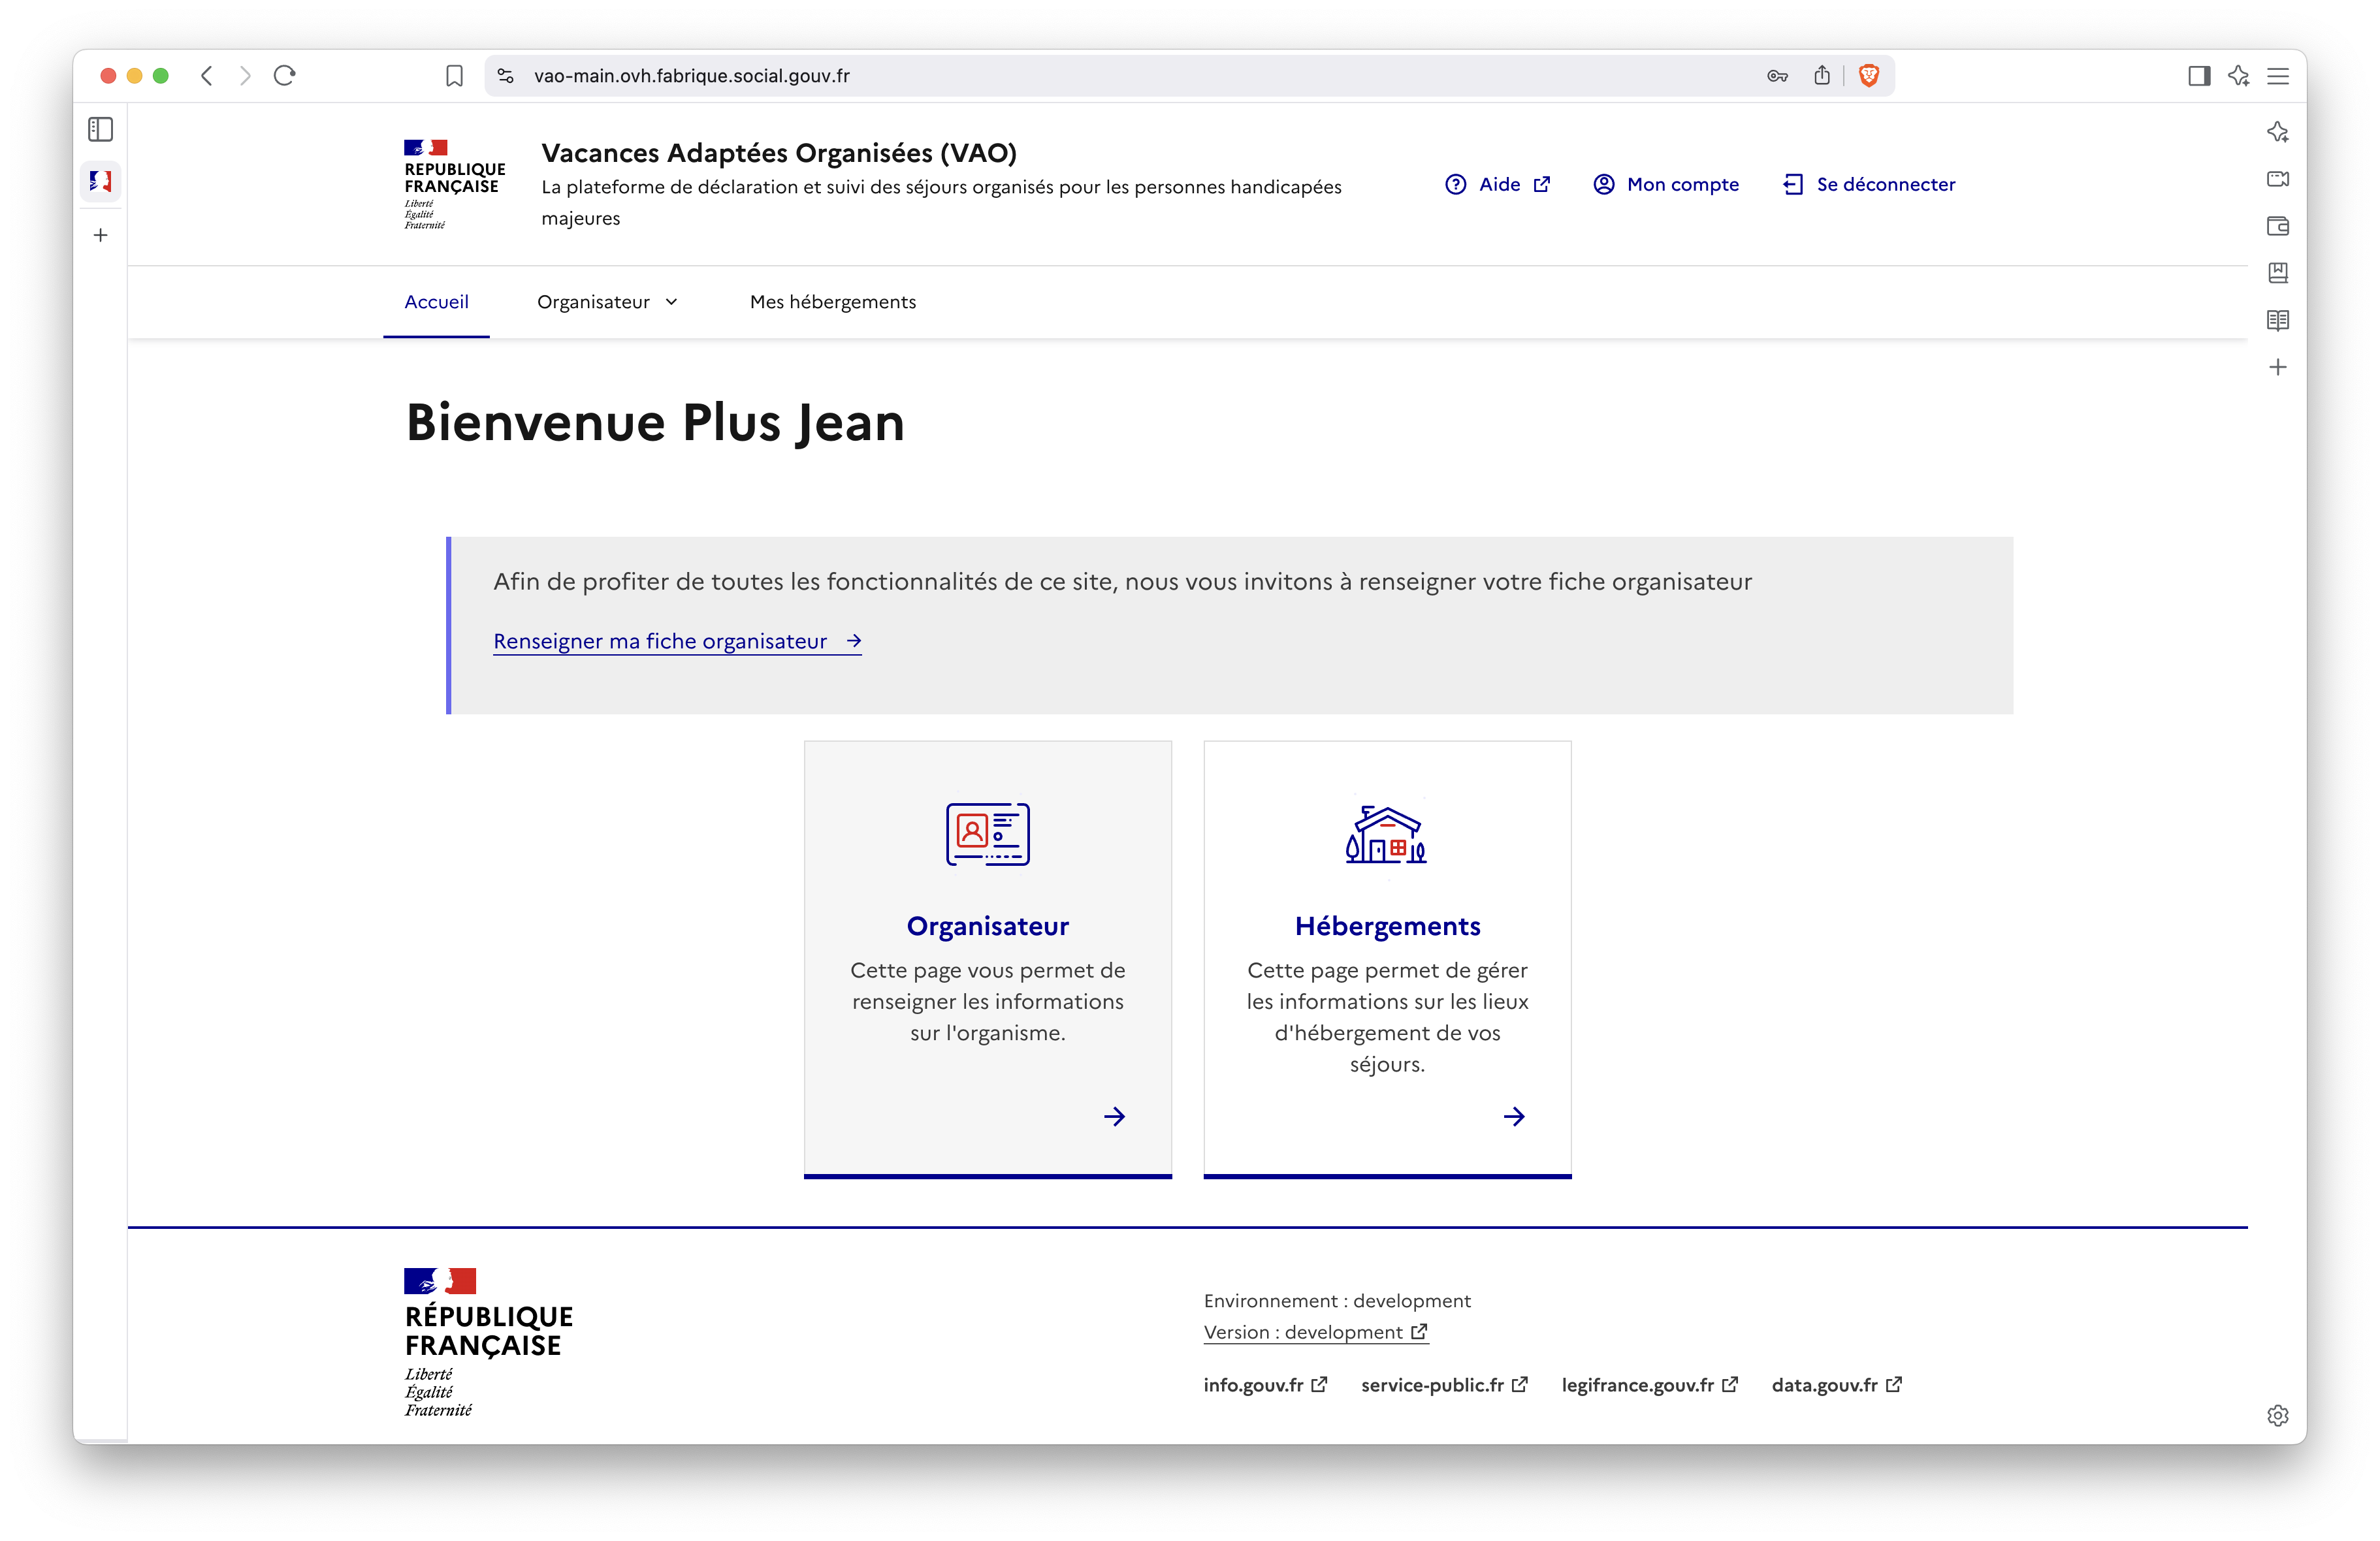 vao-main.ovh.fabrique.social.gouv.fr
REPUBLIQUE
FRANÇAISE
Liberté
Égalité
Fraternité
Vacances Adaptées Organisées (VAO)
La plateforme de déclaration et suivi des séjours organisés pour les personnes handicapées
majeures
Aide
Mon compte
Se déconnecter
Accueil
Organisateur
Mes hébergements
Bienvenue Plus Jean
Afin de profiter de toutes les fonctionnalités de ce site, nous vous invitons à renseigner votre fiche organisateur
Renseigner ma fiche organisateur
Organisateur
Cette page vous permet de
renseigner les informations
sur l'organisme.
Hébergements
Cette page permet de gérer
les informations sur les lieux
d'hébergement de vos
séjours.
RÉPUBLIQUE
FRANÇAISE
Liberté
Égalité
Fraternité
Environnement : development
Version : development
info.gouv.fr
service-public.fr
legifrance.gouv.fr
data.gouv.fr